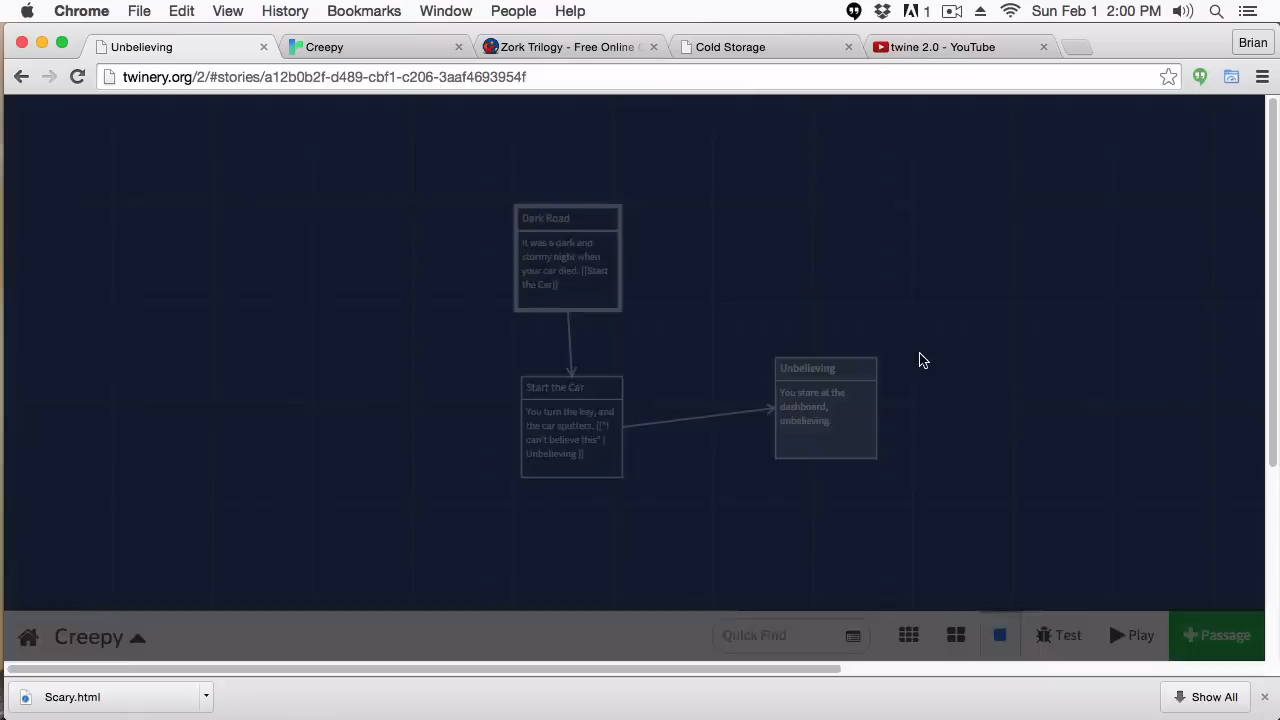 Chrome File Edit View History Bookmarks Window People Help 1 Sun Feb 1 2:00 PM
Unbelieving Creepy Zork Trilogy - Free Online Cold Storage twine 2.0 - YouTube Brian
twinery.org/2/#stories/a12b0b2f-d489-cbf1-c206-3aaf4693954f
Dark Road
It was a dark and
stormy night when
your car died. [[Start
the Car]]
Start the Car
You turn the key, and
the car sputters. [["I
can't believe this" |
Unbelieving ]]
Unbelieving
You stare at the
dashboard,
unbelieving.
Creepy Quick Find Test Play +Passage
Scary.html Show All